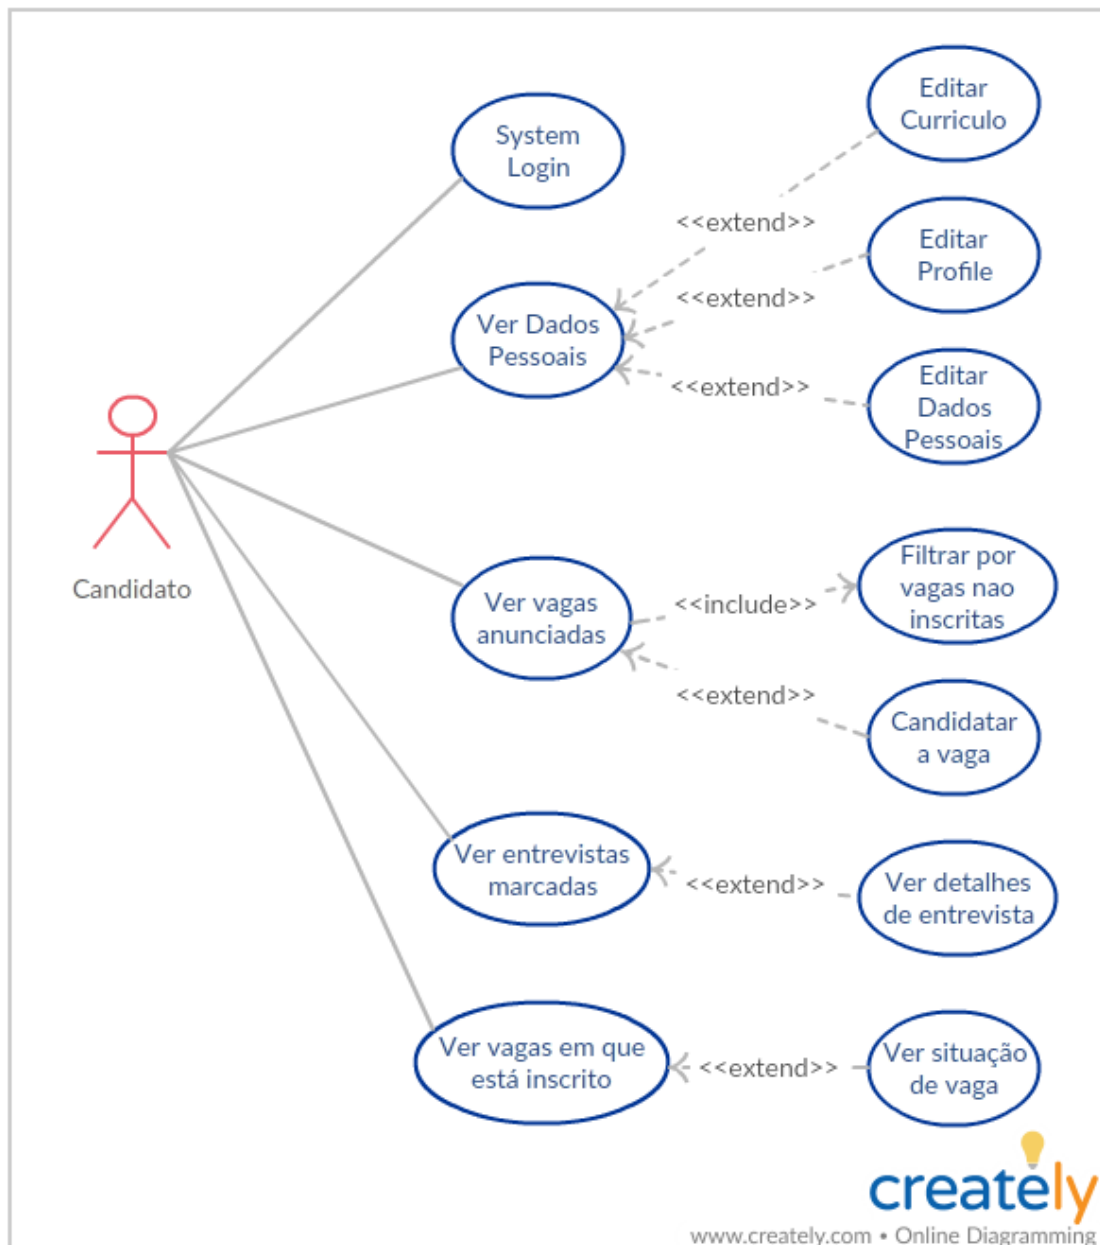 System
Login
Editar
Curriculo
<<extend>>
Editar
Profile
<<extend>>
Ver Dados
Pessoais
<<extend>>
Editar
Dados
Pessoais
Candidato
Ver vagas
anunciadas
<<include>>
Filtrar por
vagas nao
inscritas
<<extend>>
Candidatar
a vaga
Ver entrevistas
marcadas
<<extend>>
Ver detalhes
de entrevista
Ver vagas em que
está inscrito
<<extend>>
Ver situação
de vaga
creately
www.creately.com • Online Diagramming